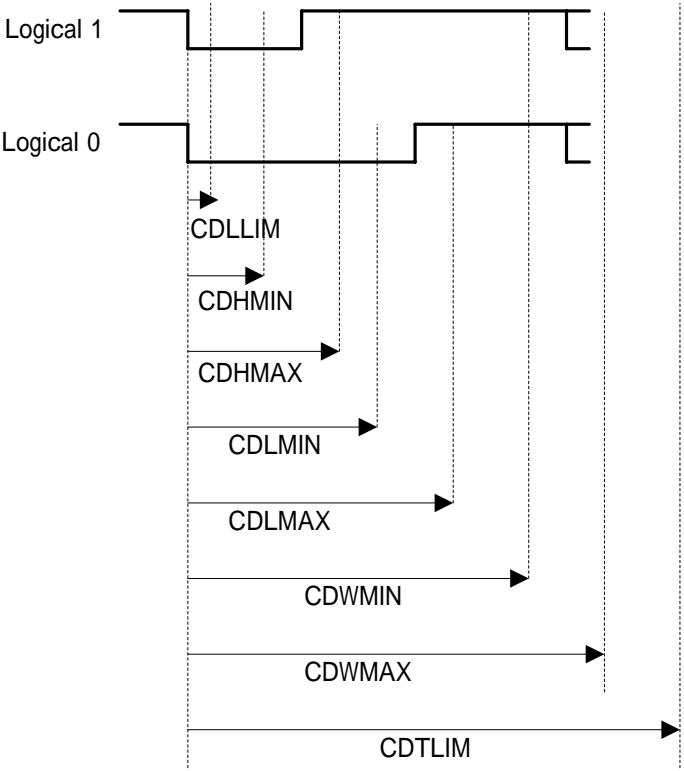 Logical 1
Logical 0
CDLLIM
CDHMIN
CDHMAX
CDLMIN
CDLMAX
CDWMIN
CDWMAX
CDTLIM